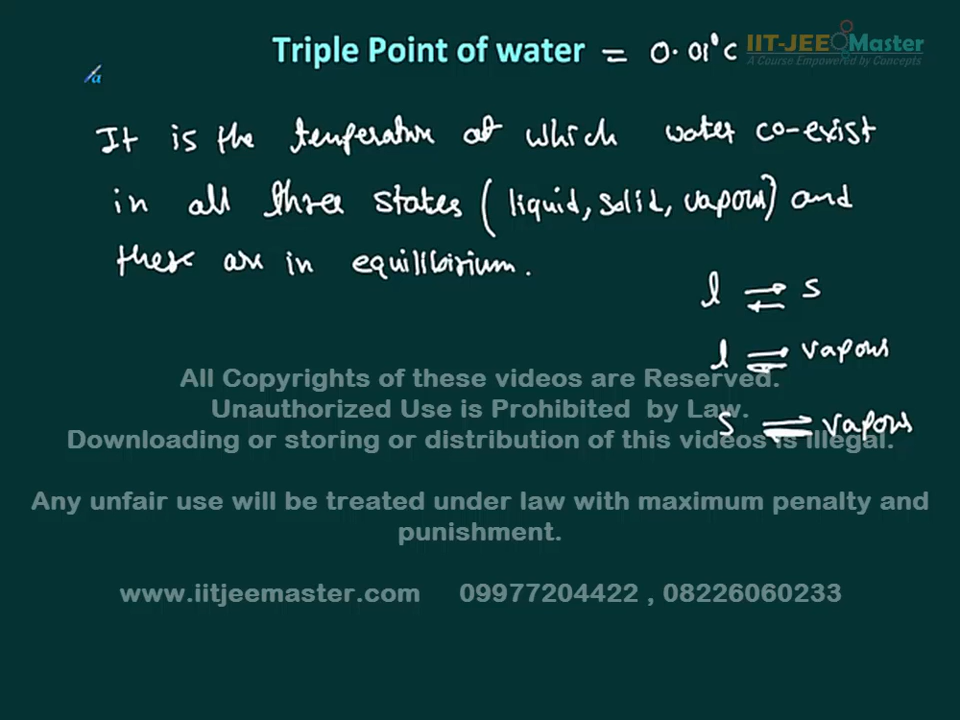 IIT-JEE Master
A Course Empowered by Concepts
Triple Point of water = 0.01°C
It is the temperature at which water co-exist
in all three states (liquid, solid, vapour) and
these are in equilibrium.
l ⇌ s
l ⇌ vapour
s ⇌ vapour
All Copyrights of these videos are Reserved.
Unauthorized Use is Prohibited by Law.
Downloading or storing or distribution of this videos is illegal.
Any unfair use will be treated under law with maximum penalty and
punishment.
www.iitjeemaster.com 09977204422 , 08226060233